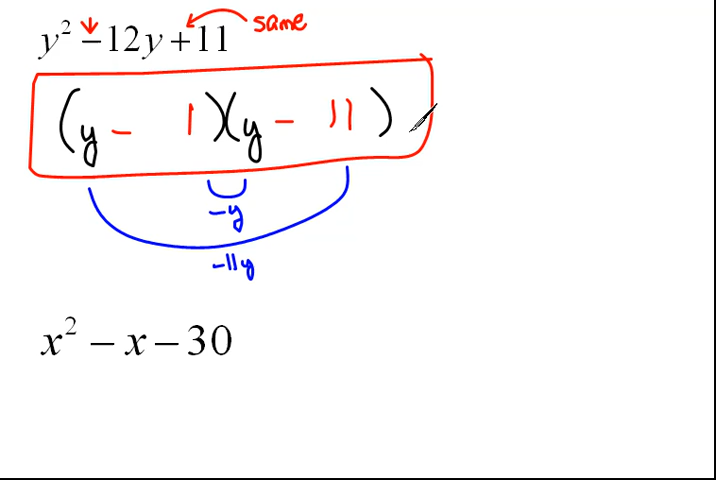 y² − 12y + 11 same
(y − 1)(y − 11)
−y
−11y
x² − x − 30